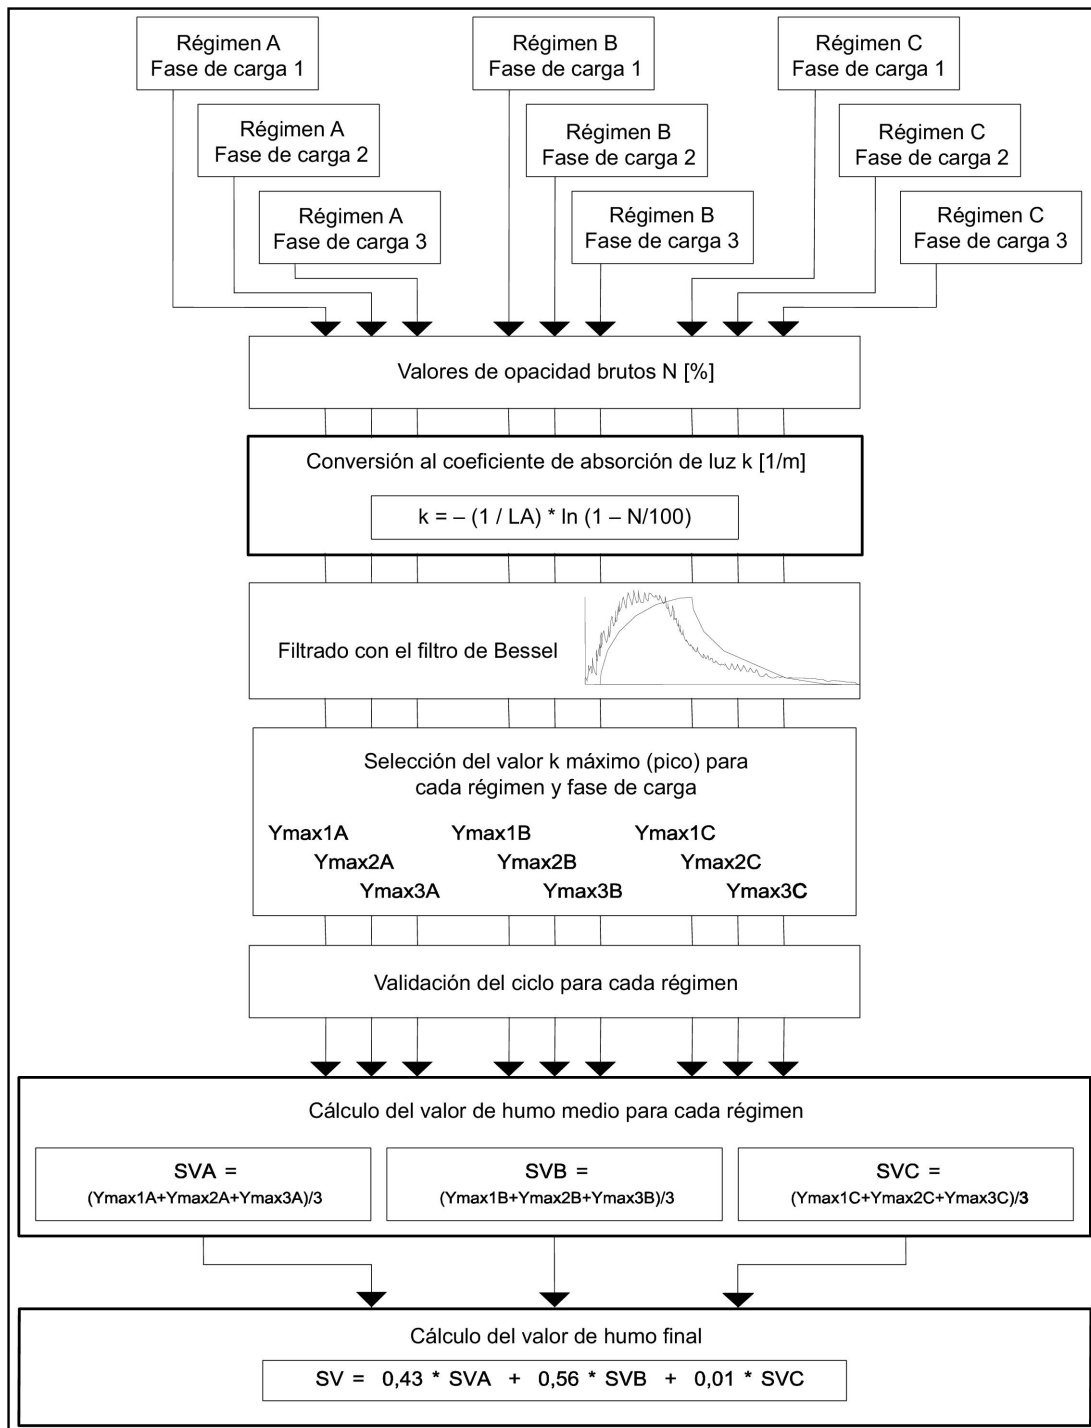 Régimen A
Fase de carga 1
Régimen B
Fase de carga 1
Régimen C
Fase de carga 1
Régimen A
Fase de carga 2
Régimen B
Fase de carga 2
Régimen C
Fase de carga 2
Régimen A
Fase de carga 3
Régimen B
Fase de carga 3
Régimen C
Fase de carga 3
Valores de opacidad brutos N [%]
Conversión al coeficiente de absorción de luz k [1/m]
k = – (1 / LA) * ln (1 – N/100)
Filtrado con el filtro de Bessel
Selección del valor k máximo (pico) para
cada régimen y fase de carga
Ymax1A Ymax1B Ymax1C
Ymax2A Ymax2B Ymax2C
Ymax3A Ymax3B Ymax3C
Validación del ciclo para cada régimen
Cálculo del valor de humo medio para cada régimen
SVA =
(Ymax1A+Ymax2A+Ymax3A)/3
SVB =
(Ymax1B+Ymax2B+Ymax3B)/3
SVC =
(Ymax1C+Ymax2C+Ymax3C)/3
Cálculo del valor de humo final
SV = 0,43 * SVA + 0,56 * SVB + 0,01 * SVC